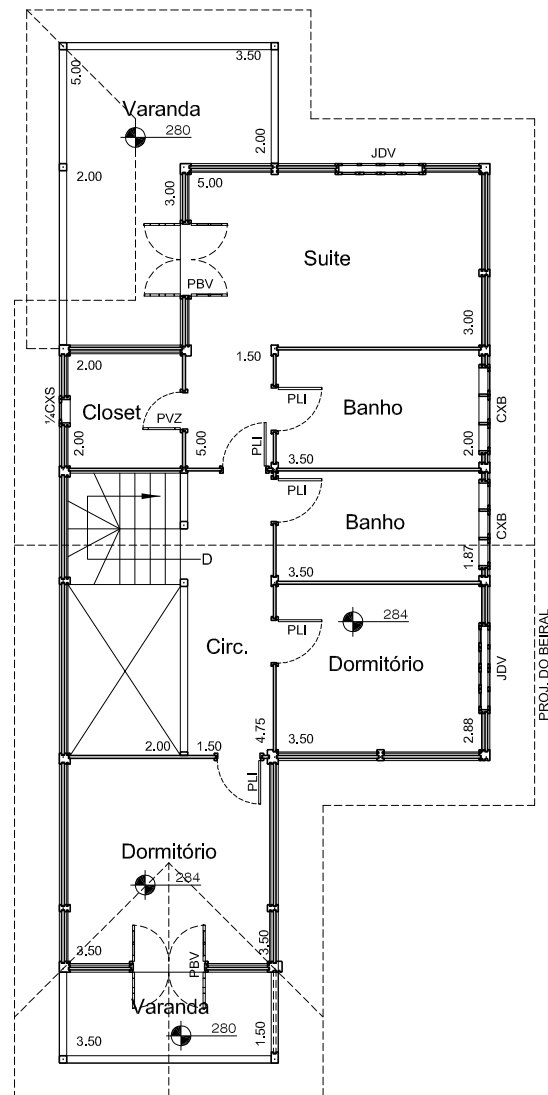 3.50
5.00
Varanda
280
2.00
JDV
2.00
3.00
5.00
Suite
PBV
3.00
2.00
1.50
¼CXS
Closet
PVZ
PLI
Banho
CXB
2.00
5.00
PLI
3.50
2.00
PLI
Banho
CXB
D
3.50
1.87
284
PLI
Circ.
Dormitório
JDV
PROJ. DO BEIRAL
2.00
1.50
4.75
3.50
2.88
PLI
Dormitório
284
3.50
PBV
3.50
Varanda
280
3.50
1.50